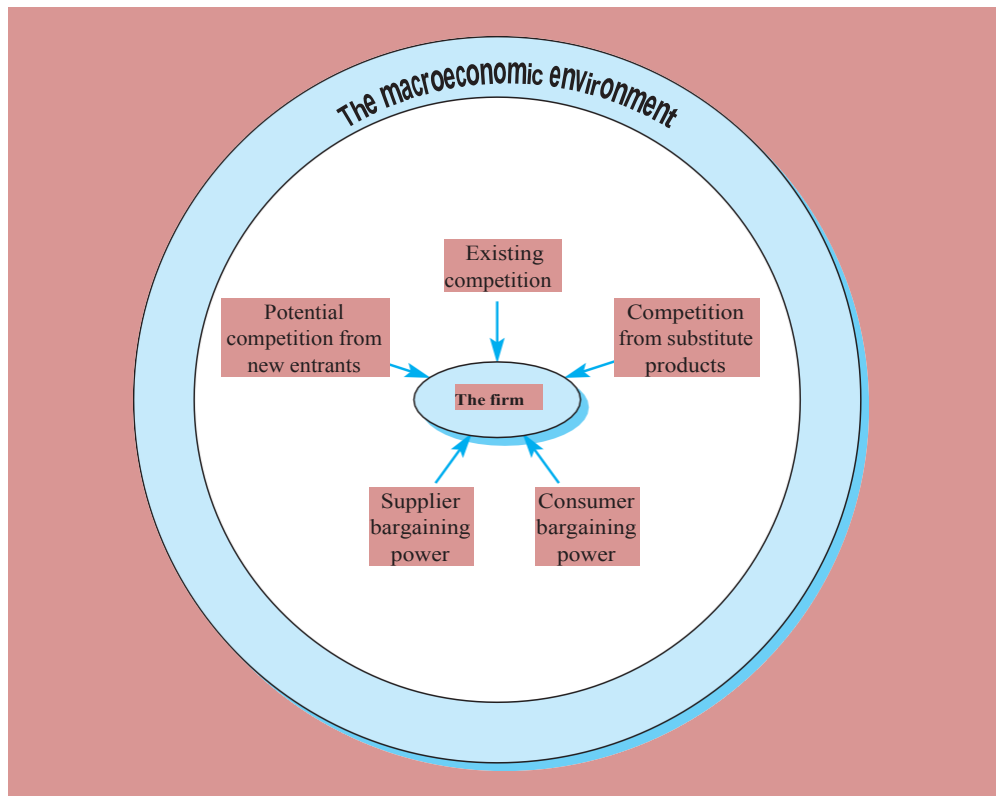 The macroeconomic environment
Existing
competition
Potential
competition from
new entrants
Competition
from substitute
products
The firm
Supplier
bargaining
power
Consumer
bargaining
power